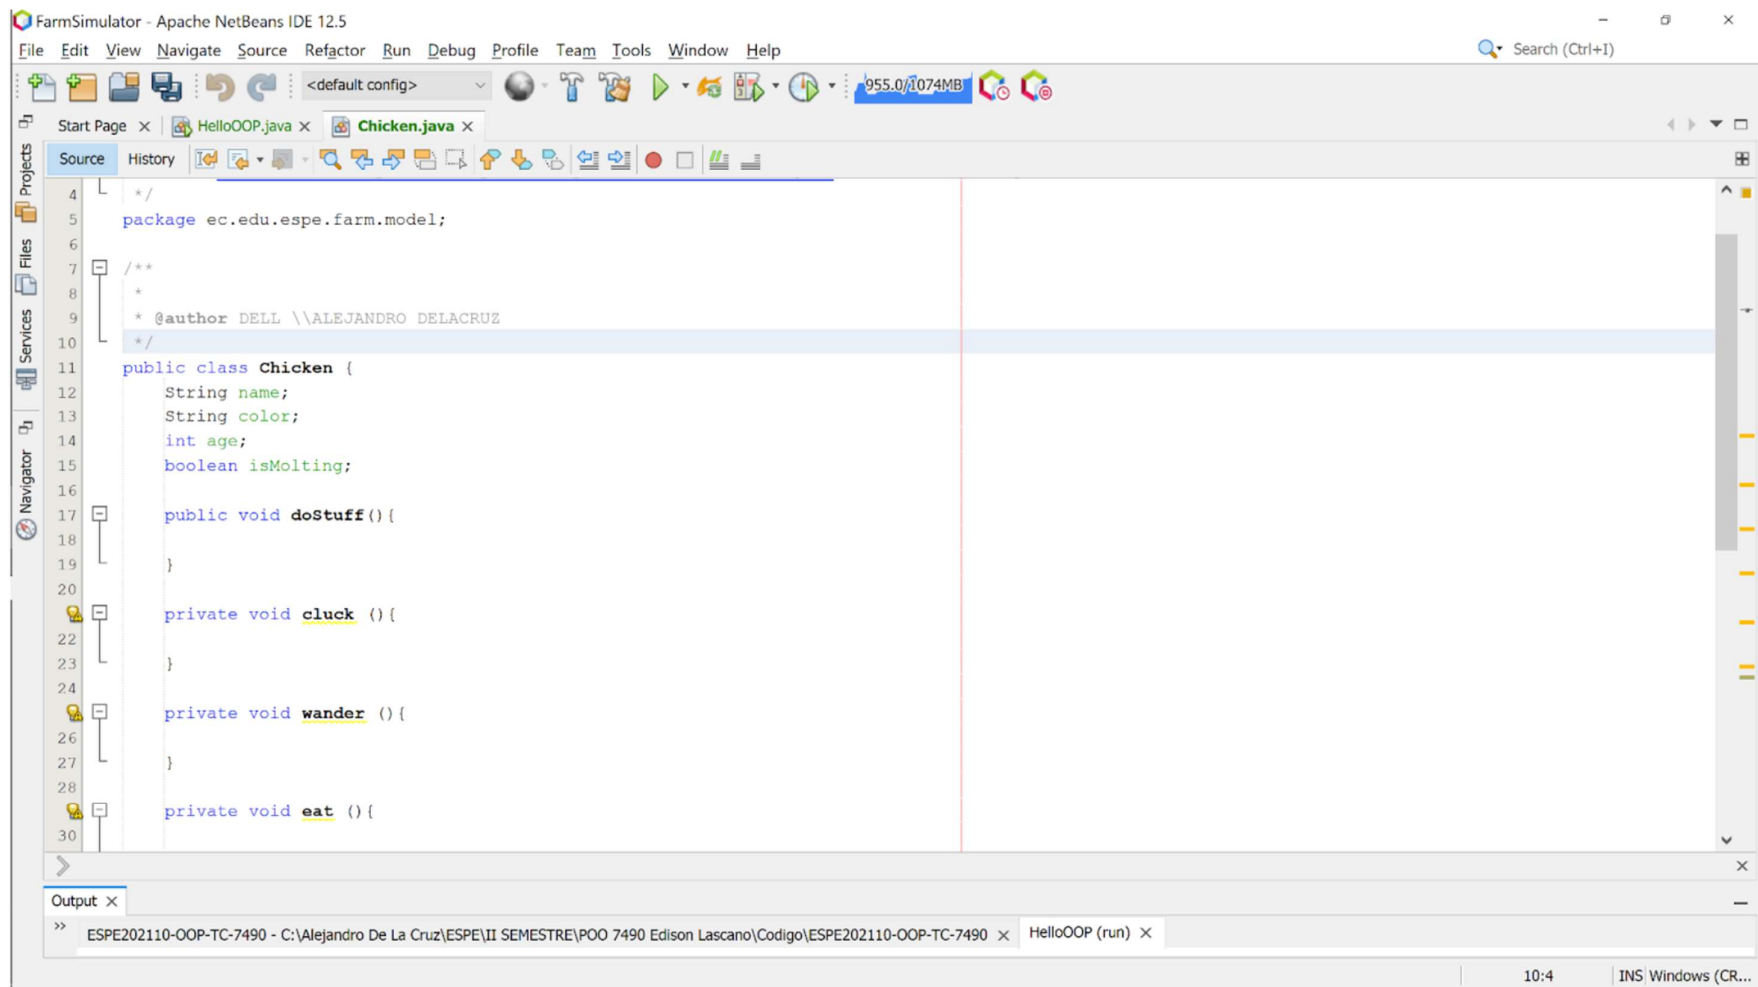 FarmSimulator - Apache NetBeans IDE 12.5
File Edit View Navigate Source Refactor Run Debug Profile Team Tools Window Help
Search (Ctrl+I)
<default config>
955.0/1074MB
Start Page HelloOOP.java Chicken.java
Source History
Projects
Files
Services
Navigator
4 */
5 package ec.edu.espe.farm.model;
6
7 /**
8 *
9 * @author DELL \\ALEJANDRO DELACRUZ
10 */
11 public class Chicken {
12 String name;
13 String color;
14 int age;
15 boolean isMolting;
16
17 public void doStuff(){
18
19 }
20
private void cluck (){
22
23 }
24
private void wander (){
26
27 }
28
private void eat (){
30
Output
ESPE202110-OOP-TC-7490 - C:\Alejandro De La Cruz\ESPE\II SEMESTRE\POO 7490 Edison Lascano\Codigo\ESPE202110-OOP-TC-7490 HelloOOP (run)
10:4 INS Windows (CR...